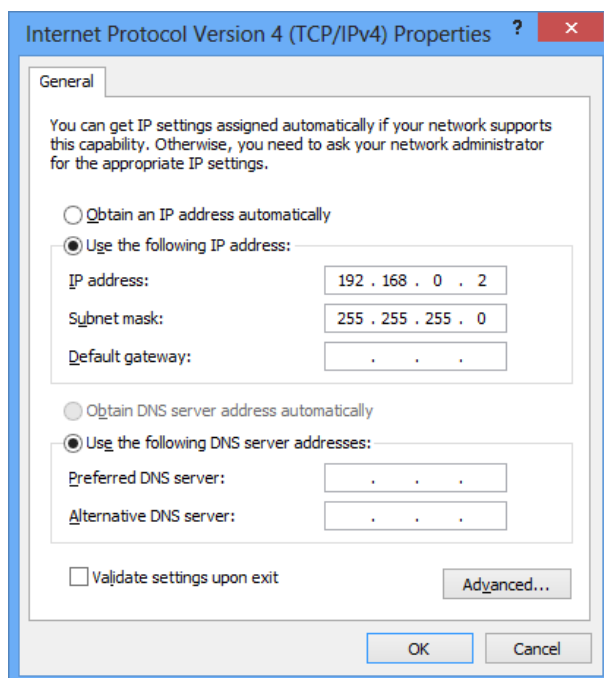 Internet Protocol Version 4 (TCP/IPv4) Properties ? ×
General
You can get IP settings assigned automatically if your network supports
this capability. Otherwise, you need to ask your network administrator
for the appropriate IP settings.
Obtain an IP address automatically
Use the following IP address:
IP address: 192 . 168 . 0 . 2
Subnet mask: 255 . 255 . 255 . 0
Default gateway: . . .
Obtain DNS server address automatically
Use the following DNS server addresses:
Preferred DNS server: . . .
Alternative DNS server: . . .
Validate settings upon exit
Advanced...
OK Cancel